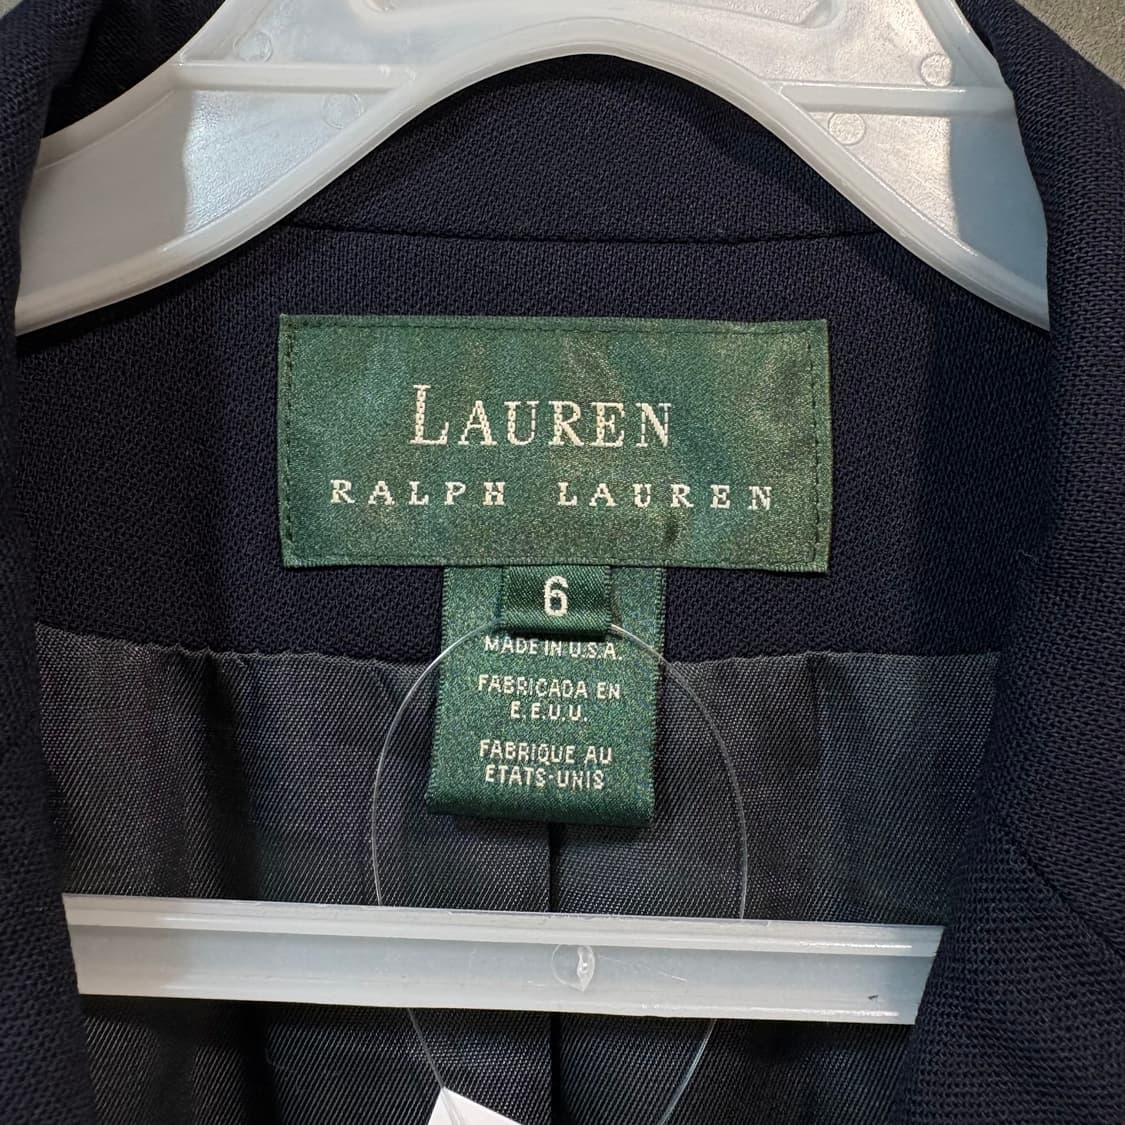 LAUREN
RALPH LAUREN
6
MADE IN U.S.A.
FABRICADA EN
E.E.U.U.
FABRIQUE AU
ETATS-UNIS